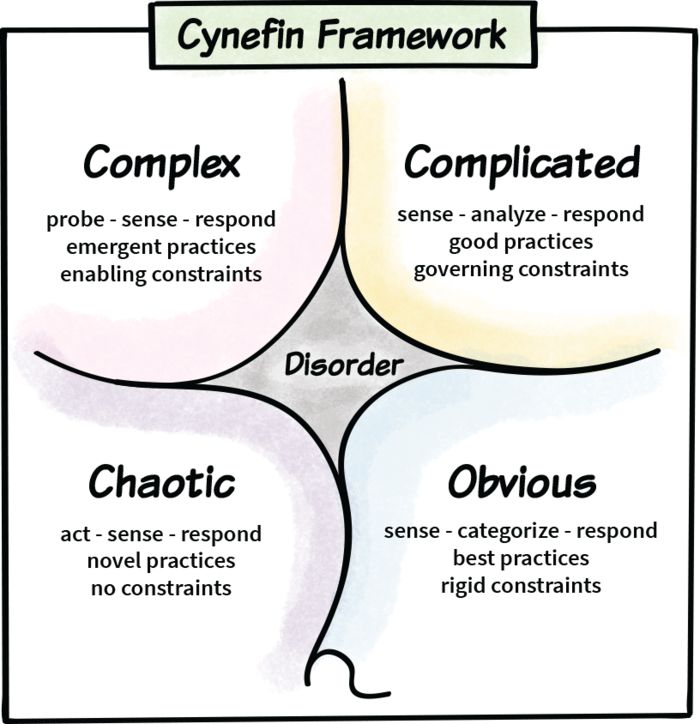 Cynefin Framework
Complex
probe - sense - respond
emergent practices
enabling constraints
Complicated
sense - analyze - respond
good practices
governing constraints
Disorder
Chaotic
act - sense - respond
novel practices
no constraints
Obvious
sense - categorize - respond
best practices
rigid constraints